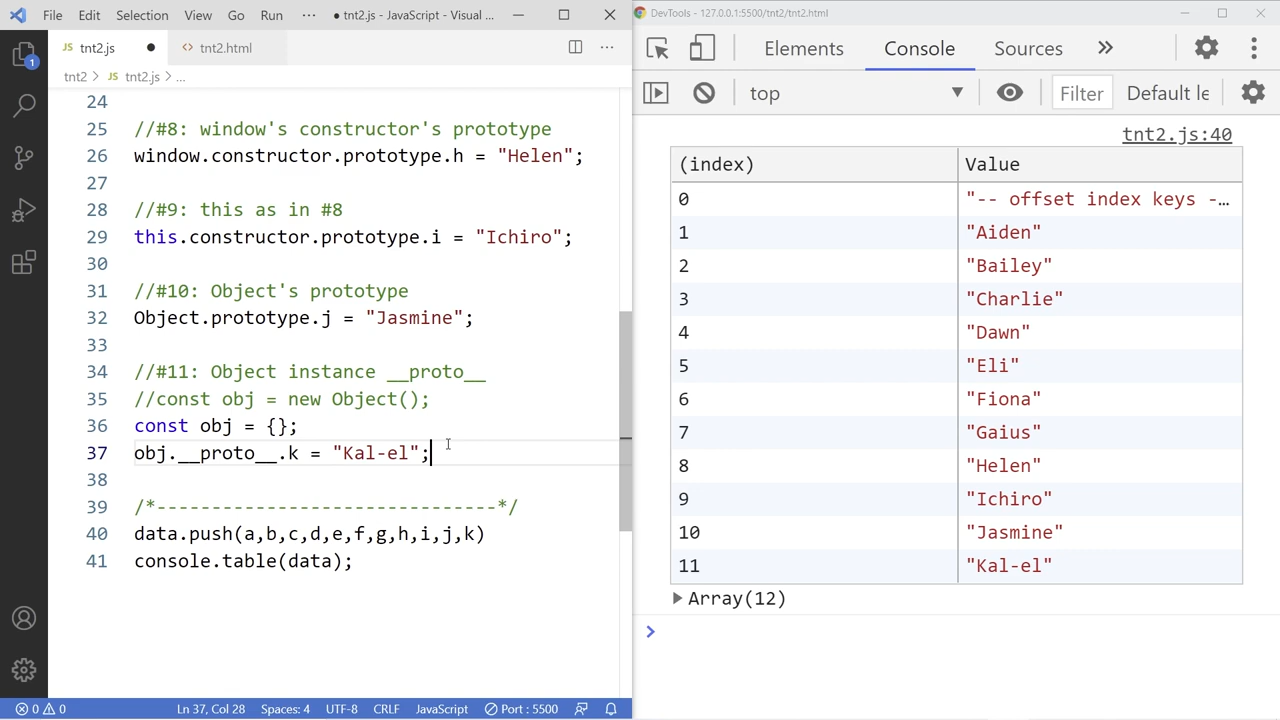 File Edit Selection View Go Run ··· ● tnt2.js - JavaScript - Visual ...
JS tnt2.js ● <> tnt2.html ···
tnt2 > JS tnt2.js > ...
1
24
25 //#8: window's constructor's prototype
26 window.constructor.prototype.h = "Helen";
27
28 //#9: this as in #8
29 this.constructor.prototype.i = "Ichiro";
30
31 //#10: Object's prototype
32 Object.prototype.j = "Jasmine";
33
34 //#11: Object instance __proto__
35 //const obj = new Object();
36 const obj = {};
37 obj.__proto__.k = "Kal-el";
38
39 /*-------------------------------*/
40 data.push(a,b,c,d,e,f,g,h,i,j,k)
41 console.table(data);
0 0 Ln 37, Col 28 Spaces: 4 UTF-8 CRLF JavaScript Port : 5500
DevTools - 127.0.0.1:5500/tnt2/tnt2.html
Elements Console Sources »
top ▼ Filter Default le
tnt2.js:40
(index) Value
0 "-- offset index keys -…
1 "Aiden"
2 "Bailey"
3 "Charlie"
4 "Dawn"
5 "Eli"
6 "Fiona"
7 "Gaius"
8 "Helen"
9 "Ichiro"
10 "Jasmine"
11 "Kal-el"
▶ Array(12)
>